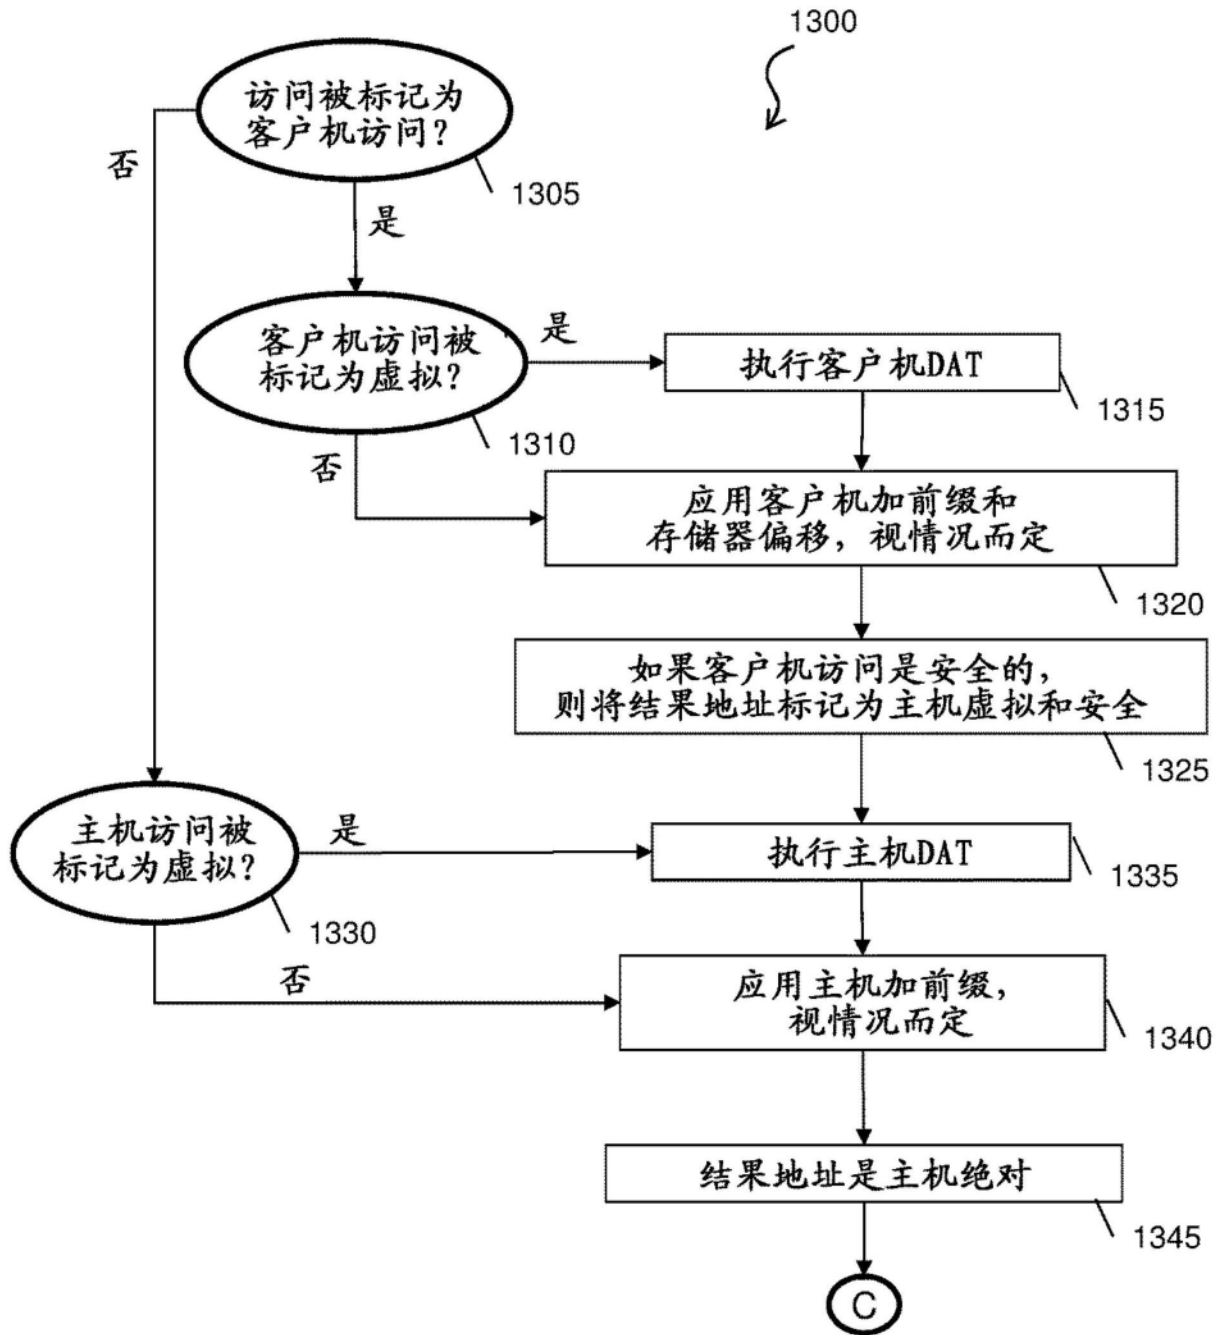 1300
访问被标记为
客户机访问？
1305
否
是
客户机访问被
标记为虚拟？
1310
是
执行客户机DAT
1315
否
应用客户机加前缀和
存储器偏移，视情况而定
1320
如果客户机访问是安全的，
则将结果地址标记为主机虚拟和安全
1325
主机访问被
标记为虚拟？
1330
是
执行主机DAT
1335
否
应用主机加前缀，
视情况而定
1340
结果地址是主机绝对
1345
C